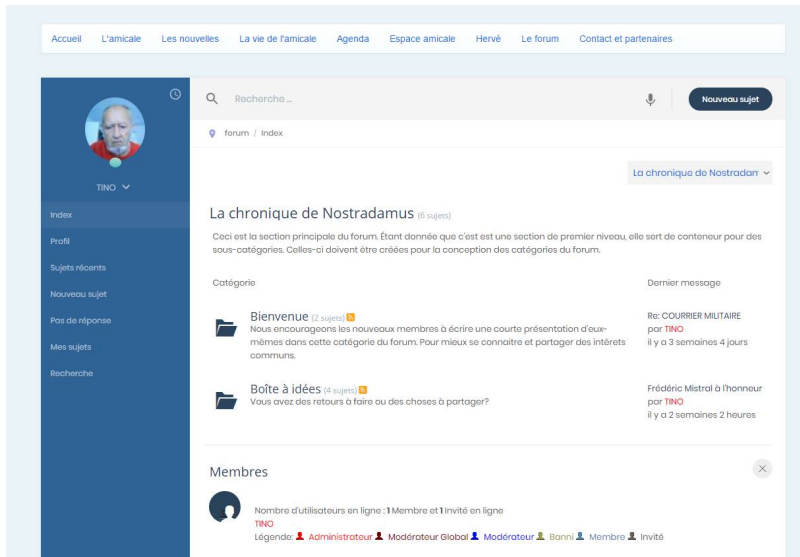 Accueil L'amicale Les nouvelles La vie de l'amicale Agenda Espace amicale Hervé Le forum Contact et partenaires
Recherche ...
Nouveau sujet
forum / Index
TINO
Index
Profil
Sujets récents
Nouveau sujet
Pas de réponse
Mes sujets
Recherche
La chronique de Nostradam
La chronique de Nostradamus (6 sujets)
Ceci est la section principale du forum. Étant donnée que c'est est une section de premier niveau, elle sert de conteneur pour des
sous-catégories. Celles-ci doivent être créées pour la conception des catégories du forum.
Catégorie Dernier message
Bienvenue (2 sujets)
Nous encourageons les nouveaux membres à écrire une courte présentation d'eux-
mêmes dans cette catégorie du forum. Pour mieux se connaitre et partager des intérets
communs.
Re: COURRIER MILITAIRE
par TINO
il y a 3 semaines 4 jours
Boîte à idées (4 sujets)
Vous avez des retours à faire ou des choses à partager?
Frédéric Mistral à l'honneur
par TINO
il y a 2 semaines 2 heures
Membres
Nombre d'utilisateurs en ligne : 1 Membre et 1 Invité en ligne
TINO
Légende: Administrateur Modérateur Global Modérateur Banni Membre Invité